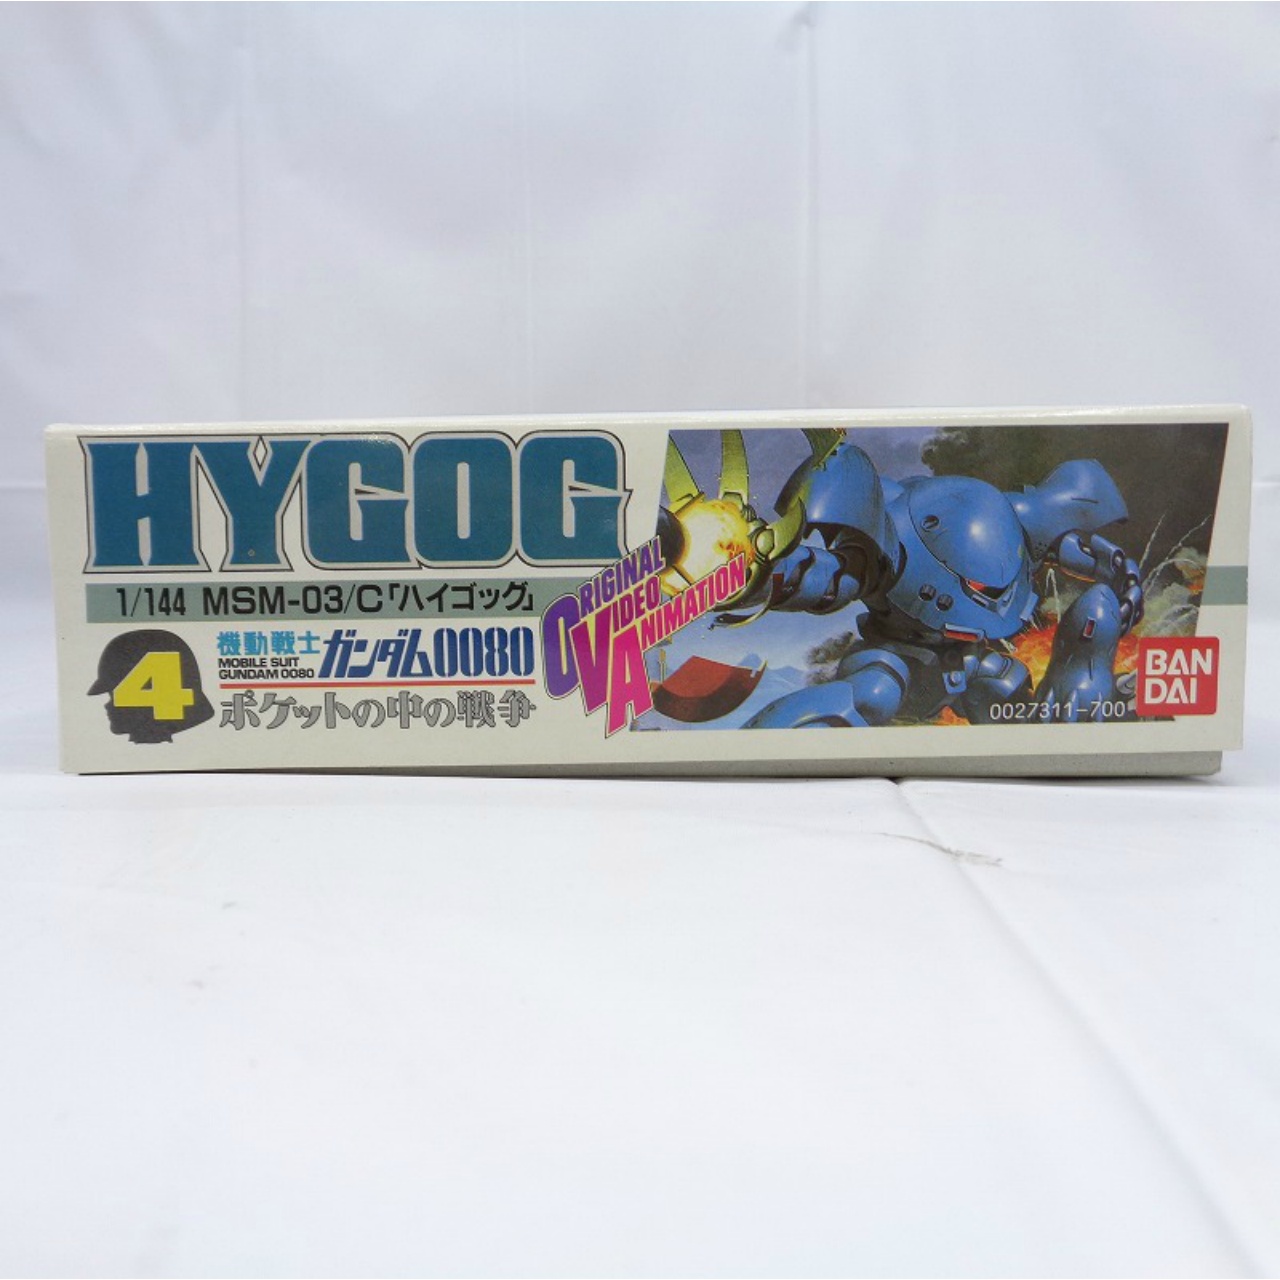 HYGOG
1/144 MSM-03/C「ハイゴッグ」
4
機動戦士
MOBILE SUIT
GUNDAM 0080
ガンダム0080
ポケットの中の戦争
ORIGINAL
VIDEO
ANIMATION
0027311-700
BAN
DAI